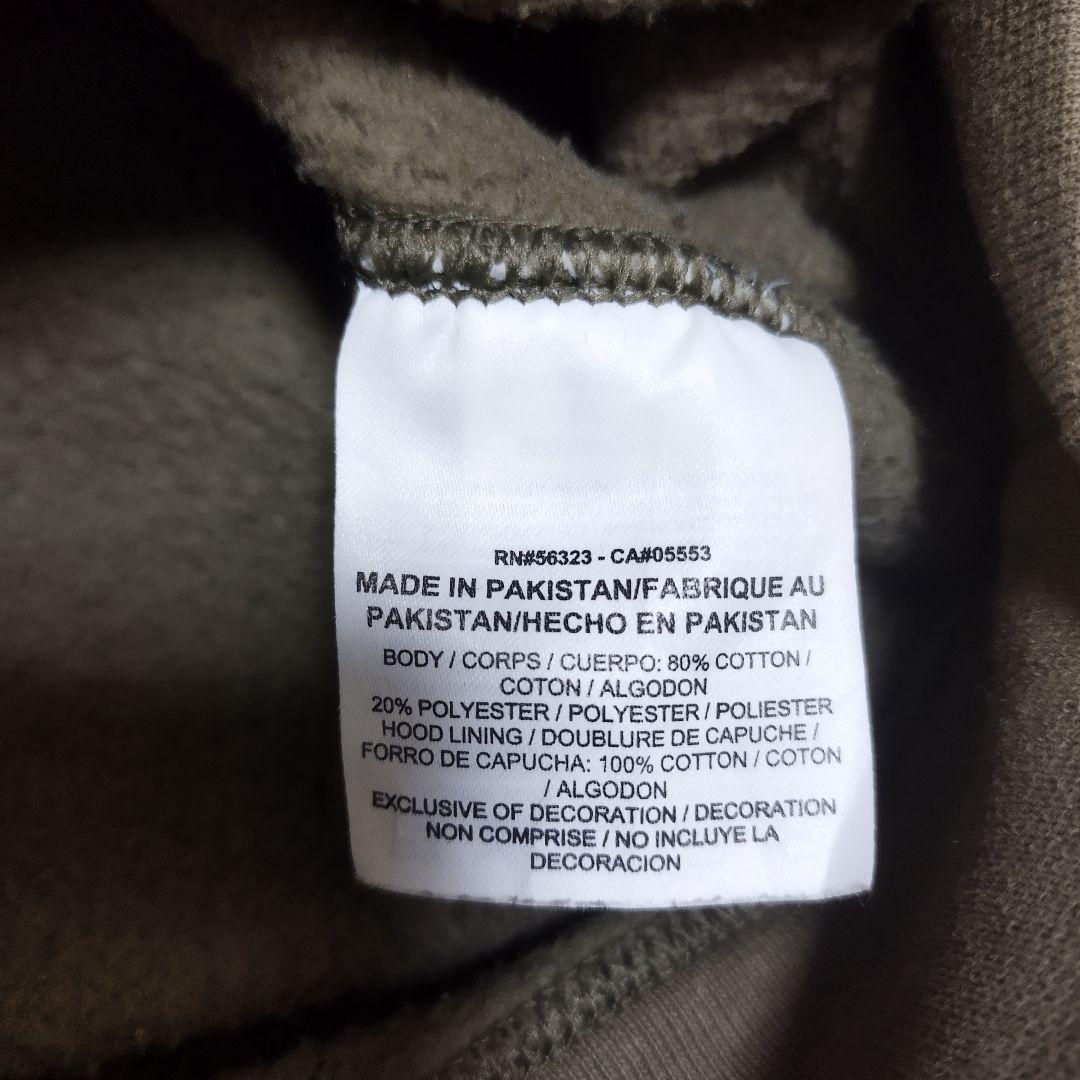 RN#56323 - CA#05553
MADE IN PAKISTAN/FABRIQUE AU
PAKISTAN/HECHO EN PAKISTAN
BODY / CORPS / CUERPO: 80% COTTON /
COTON / ALGODON
20% POLYESTER / POLYESTER / POLIESTER
HOOD LINING / DOUBLURE DE CAPUCHE /
FORRO DE CAPUCHA: 100% COTTON / COTON
/ ALGODON
EXCLUSIVE OF DECORATION / DECORATION
NON COMPRISE / NO INCLUYE LA
DECORACION